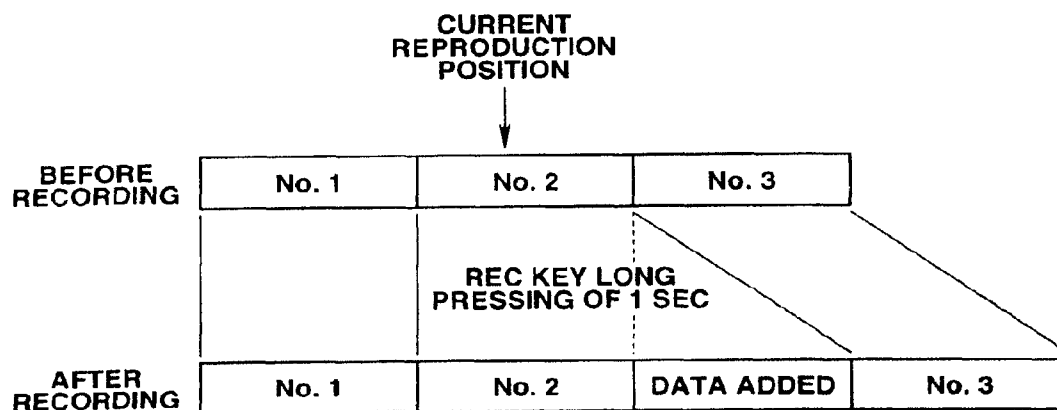 CURRENT
REPRODUCTION
POSITION
BEFORE
RECORDING
No. 1
No. 2
No. 3
REC KEY LONG
PRESSING OF 1 SEC
AFTER
RECORDING
No. 1
No. 2
DATA ADDED
No. 3